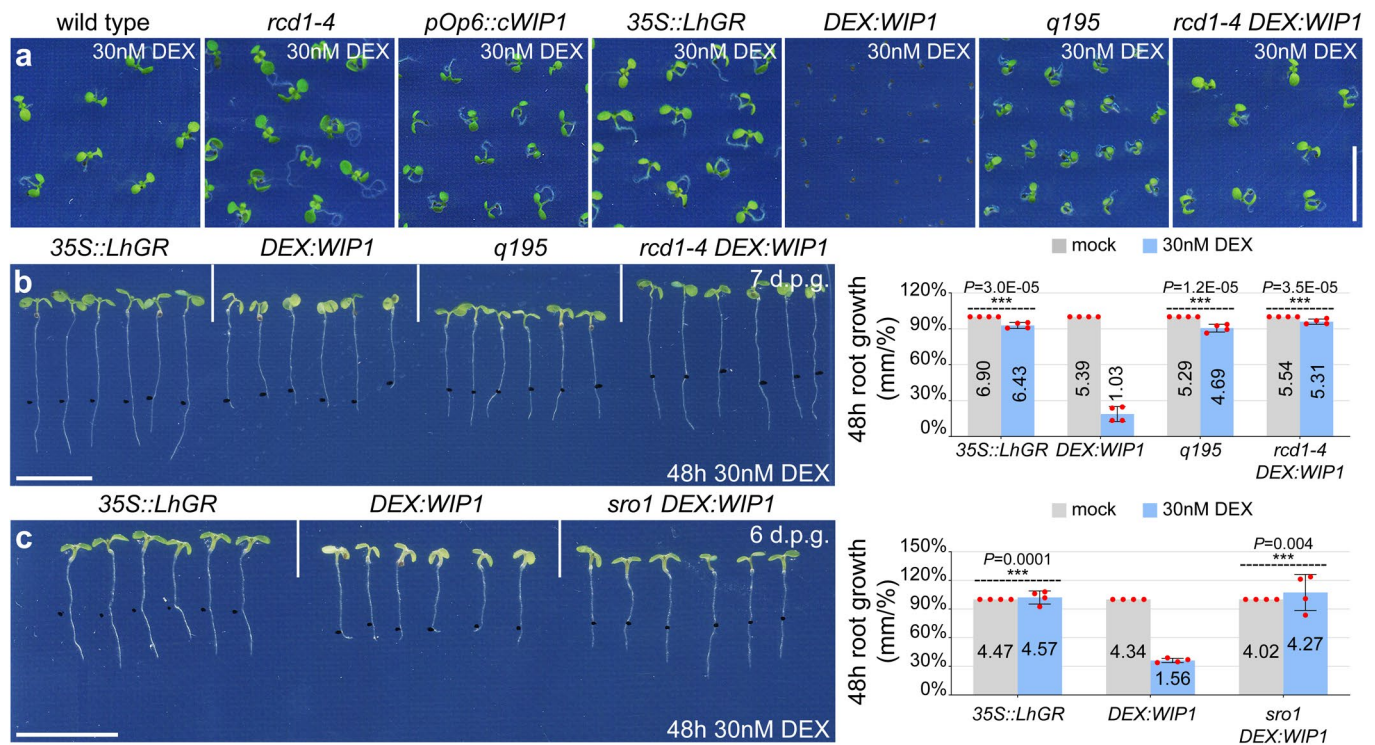 wild type rcd1-4 pOp6::cWIP1 35S::LhGR DEX:WIP1 q195 rcd1-4 DEX:WIP1
a 30nM DEX 30nM DEX 30nM DEX 30nM DEX 30nM DEX 30nM DEX 30nM DEX
35S::LhGR DEX:WIP1 q195 rcd1-4 DEX:WIP1
b 7 d.p.g.
48h 30nM DEX
mock 30nM DEX
48h root growth
(mm/%)
120%
90%
60%
30%
0%
P=3.0E-05 P=1.2E-05 P=3.5E-05
*** *** ***
6.90 6.43 5.39 1.03 5.29 4.69 5.54 5.31
35S::LhGR DEX:WIP1 q195 rcd1-4
DEX:WIP1
35S::LhGR DEX:WIP1 sro1 DEX:WIP1
c 6 d.p.g.
48h 30nM DEX
mock 30nM DEX
48h root growth
(mm/%)
150%
120%
90%
60%
30%
0%
P=0.0001 P=0.004
*** ***
4.47 4.57 4.34 1.56 4.02 4.27
35S::LhGR DEX:WIP1 sro1
DEX:WIP1